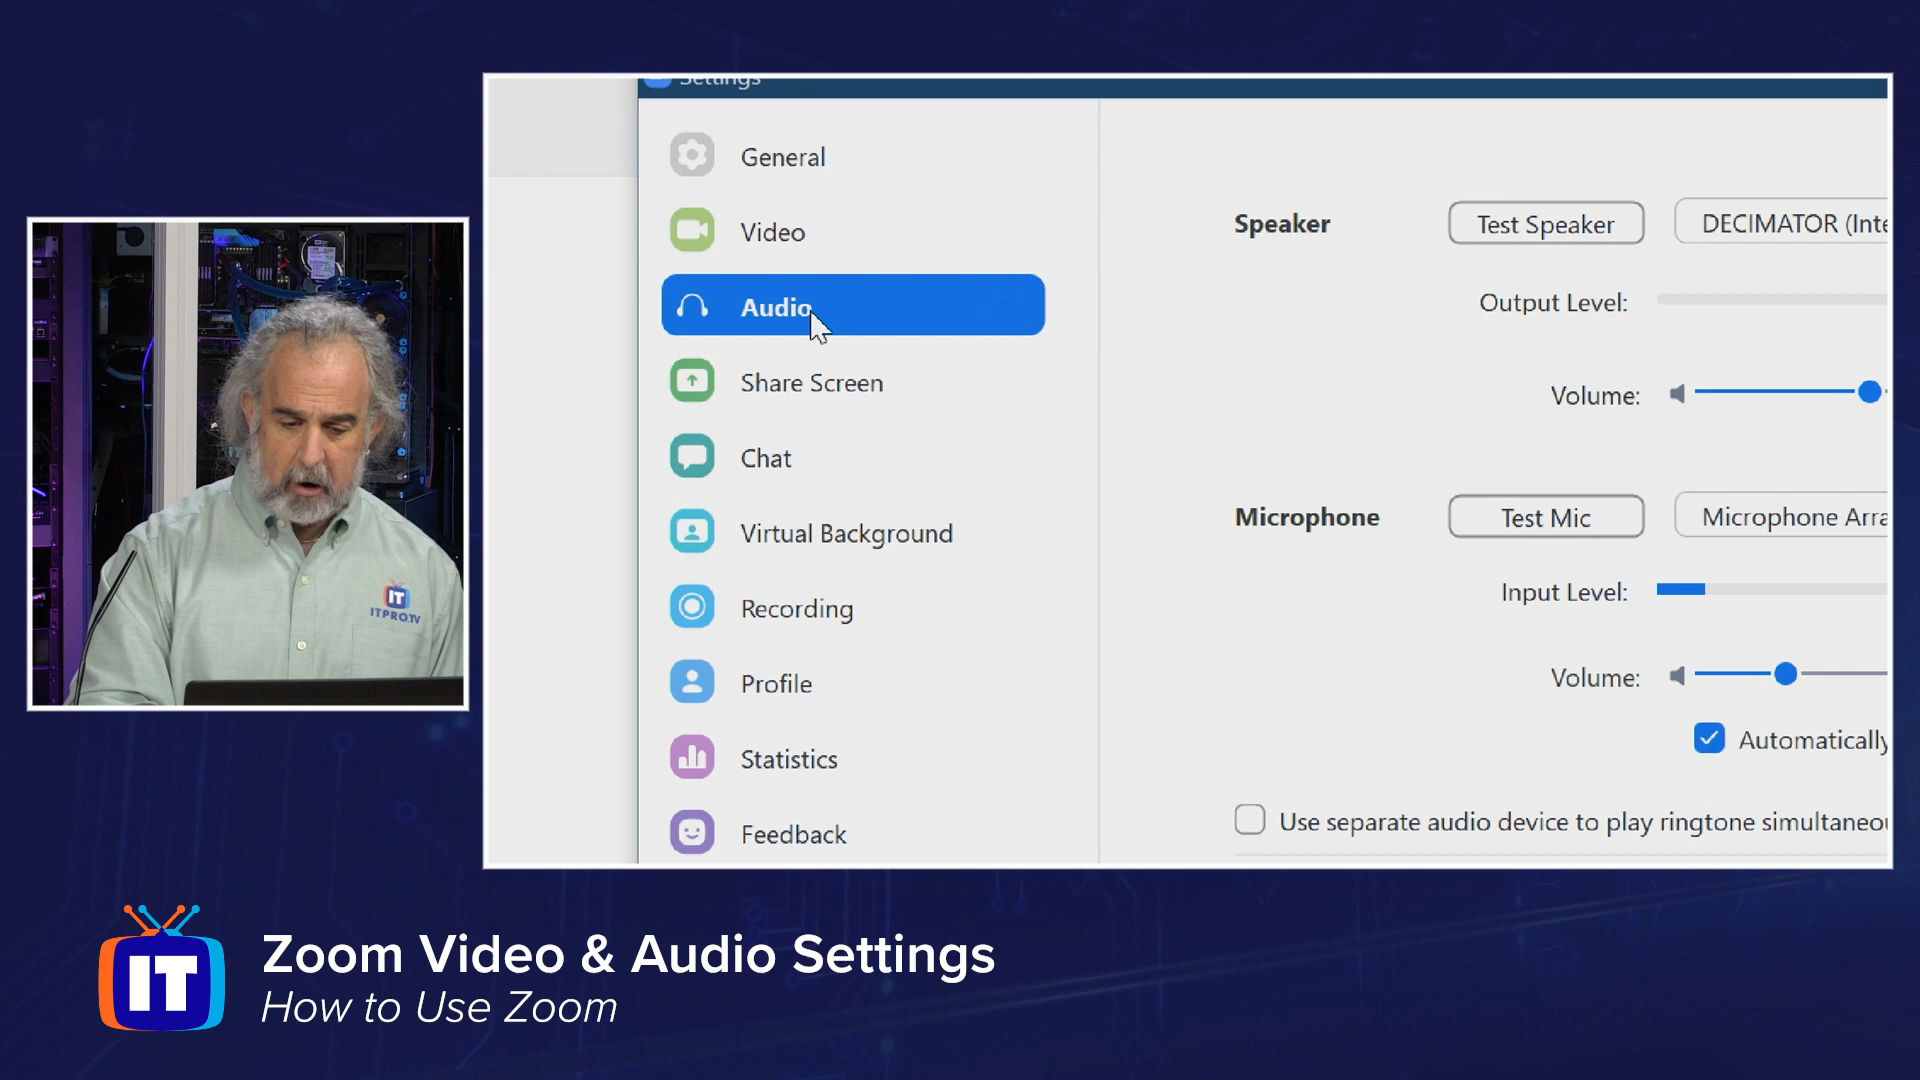 Settings
General
Video
Audio
Share Screen
Chat
Virtual Background
Recording
Profile
Statistics
Feedback
Speaker
Test Speaker
DECIMATOR (Inte
Output Level:
Volume:
Microphone
Test Mic
Microphone Arra
Input Level:
Volume:
Automatically
Use separate audio device to play ringtone simultaneou
IT
ITPRO.TV
IT
Zoom Video & Audio Settings
How to Use Zoom